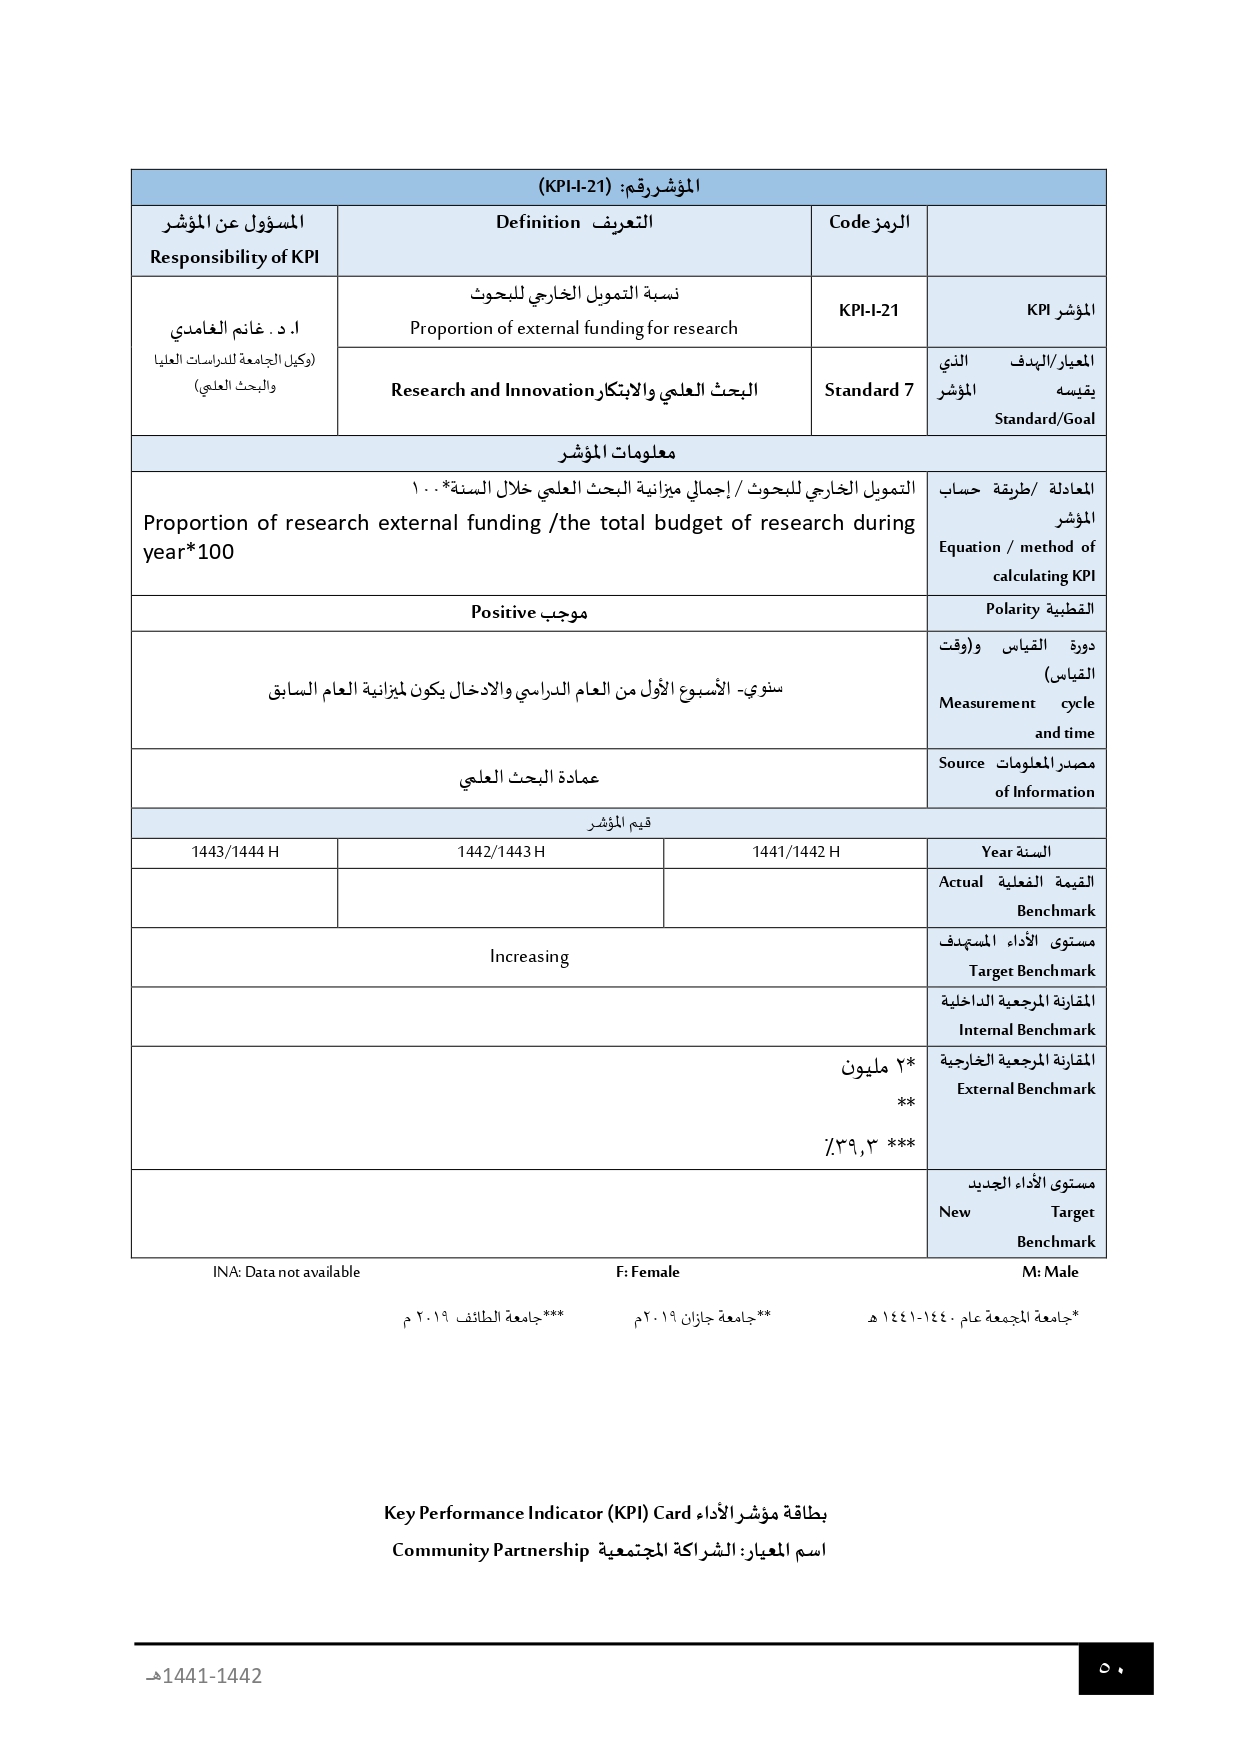 المؤشر رقم: (KPI-I-21)
الرمز Code
التعريف Definition
المسؤول عن المؤشر
Responsibility of KPI
المؤشر KPI
KPI-I-21
نسبة التمويل الخارجي للبحوث
Proportion of external funding for research
ا. د . غانم الغامدي
(وكيل الجامعة للدراسات العليا
والبحث العلمي)
المعيار/الهدف الذي
يقيسه المؤشر
Standard/Goal
Standard 7
البحث العلمي والابتكار Research and Innovation
معلومات المؤشر
المعادلة /طريقة حساب
المؤشر
Equation / method of
calculating KPI
التمويل الخارجي للبحوث / إجمالي ميزانية البحث العلمي خلال السنة*١٠٠
Proportion of research external funding /the total budget of research during
year*100
القطبية Polarity
موجب Positive
دورة القياس و(وقت
القياس)
Measurement cycle
and time
سنوي- الأسبوع الأول من العام الدراسي والادخال يكون لميزانية العام السابق
مصدر المعلومات Source
of Information
عمادة البحث العلمي
قيم المؤشر
السنة Year
1441/1442 H
1442/1443 H
1443/1444 H
القيمة الفعلية Actual
Benchmark
مستوى الأداء المستهدف
Target Benchmark
Increasing
المقارنة المرجعية الداخلية
Internal Benchmark
المقارنة المرجعية الخارجية
External Benchmark
*٢ مليون
**
*** ٣٩,٣٪
مستوى الأداء الجديد
New Target
Benchmark
M: Male
F: Female
INA: Data not available
*جامعة المجمعة عام ١٤٤٠-١٤٤١ هـ
**جامعة جازان ٢٠١٩م
***جامعة الطائف ٢٠١٩ م
بطاقة مؤشر الأداء Key Performance Indicator (KPI) Card
اسم المعيار: الشراكة المجتمعية Community Partnership
٥٠
1441-1442هـ